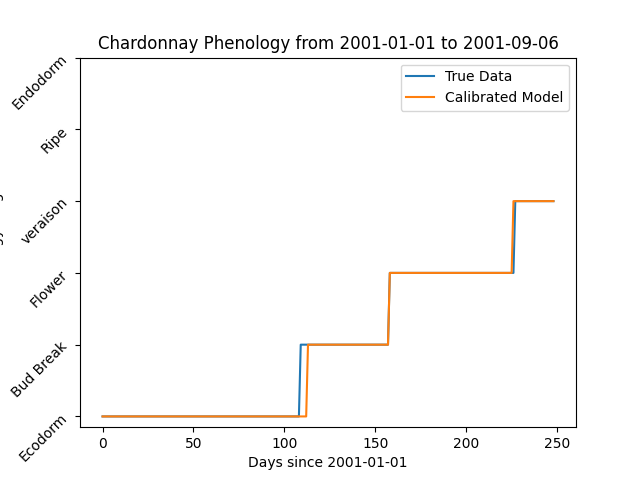 Chardonnay Phenology from 2001-01-01 to 2001-09-06
True Data
Calibrated Model
Endodorm
Ripe
veraison
Flower
Bud Break
Ecodorm
0 50 100 150 200 250
Days since 2001-01-01